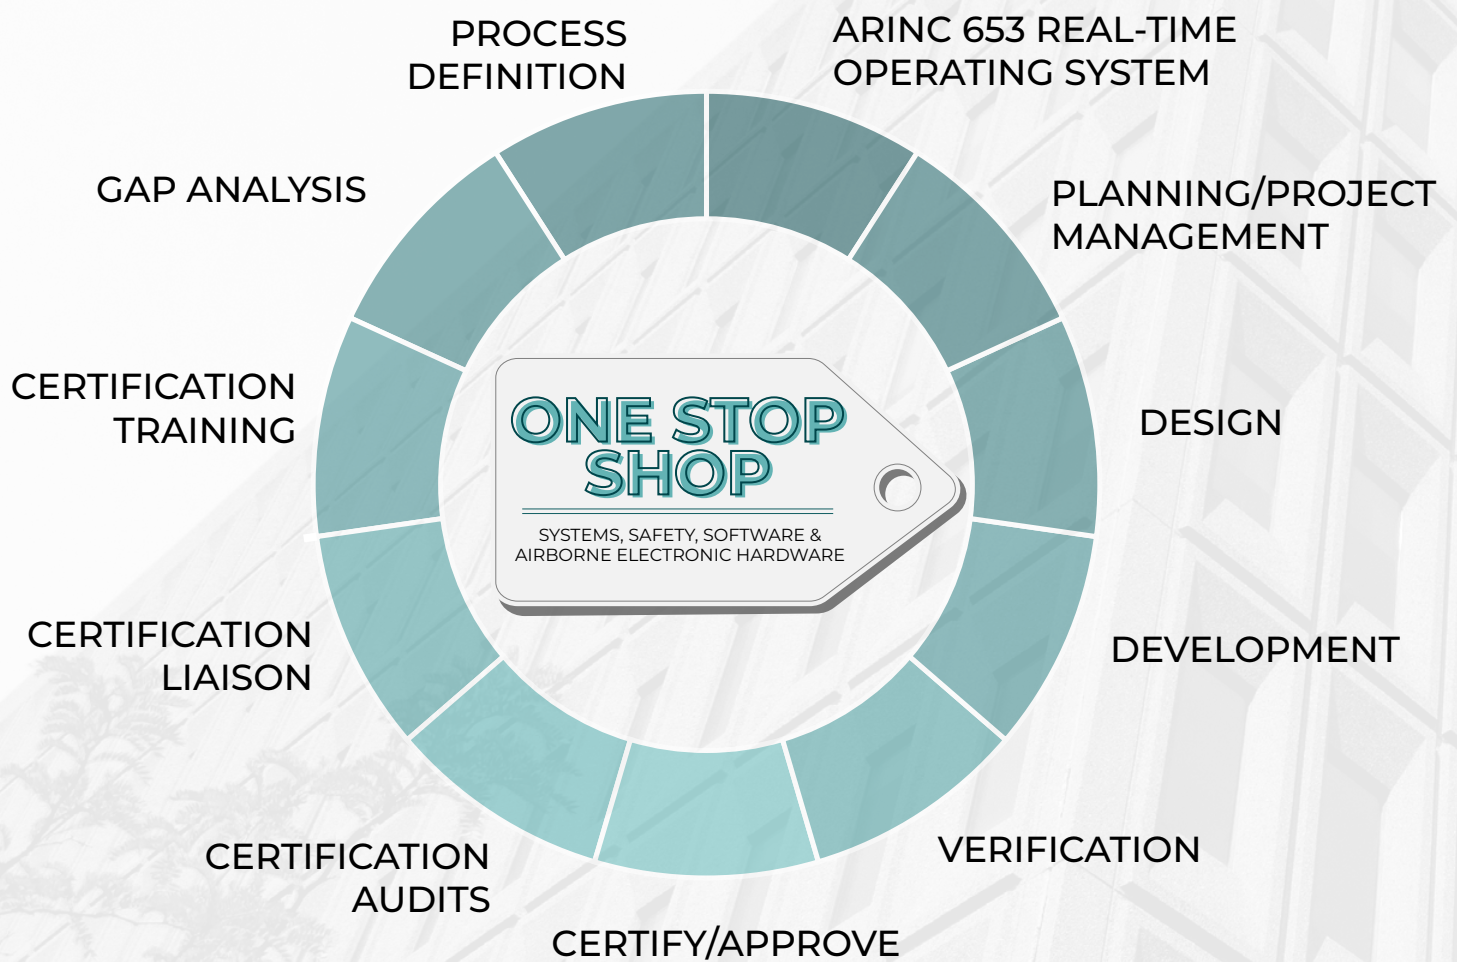 PROCESS
DEFINITION
ARINC 653 REAL-TIME
OPERATING SYSTEM
GAP ANALYSIS
PLANNING/PROJECT
MANAGEMENT
CERTIFICATION
TRAINING
ONE STOP
SHOP
SYSTEMS, SAFETY, SOFTWARE &
AIRBORNE ELECTRONIC HARDWARE
DESIGN
CERTIFICATION
LIAISON
DEVELOPMENT
CERTIFICATION
AUDITS
VERIFICATION
CERTIFY/APPROVE